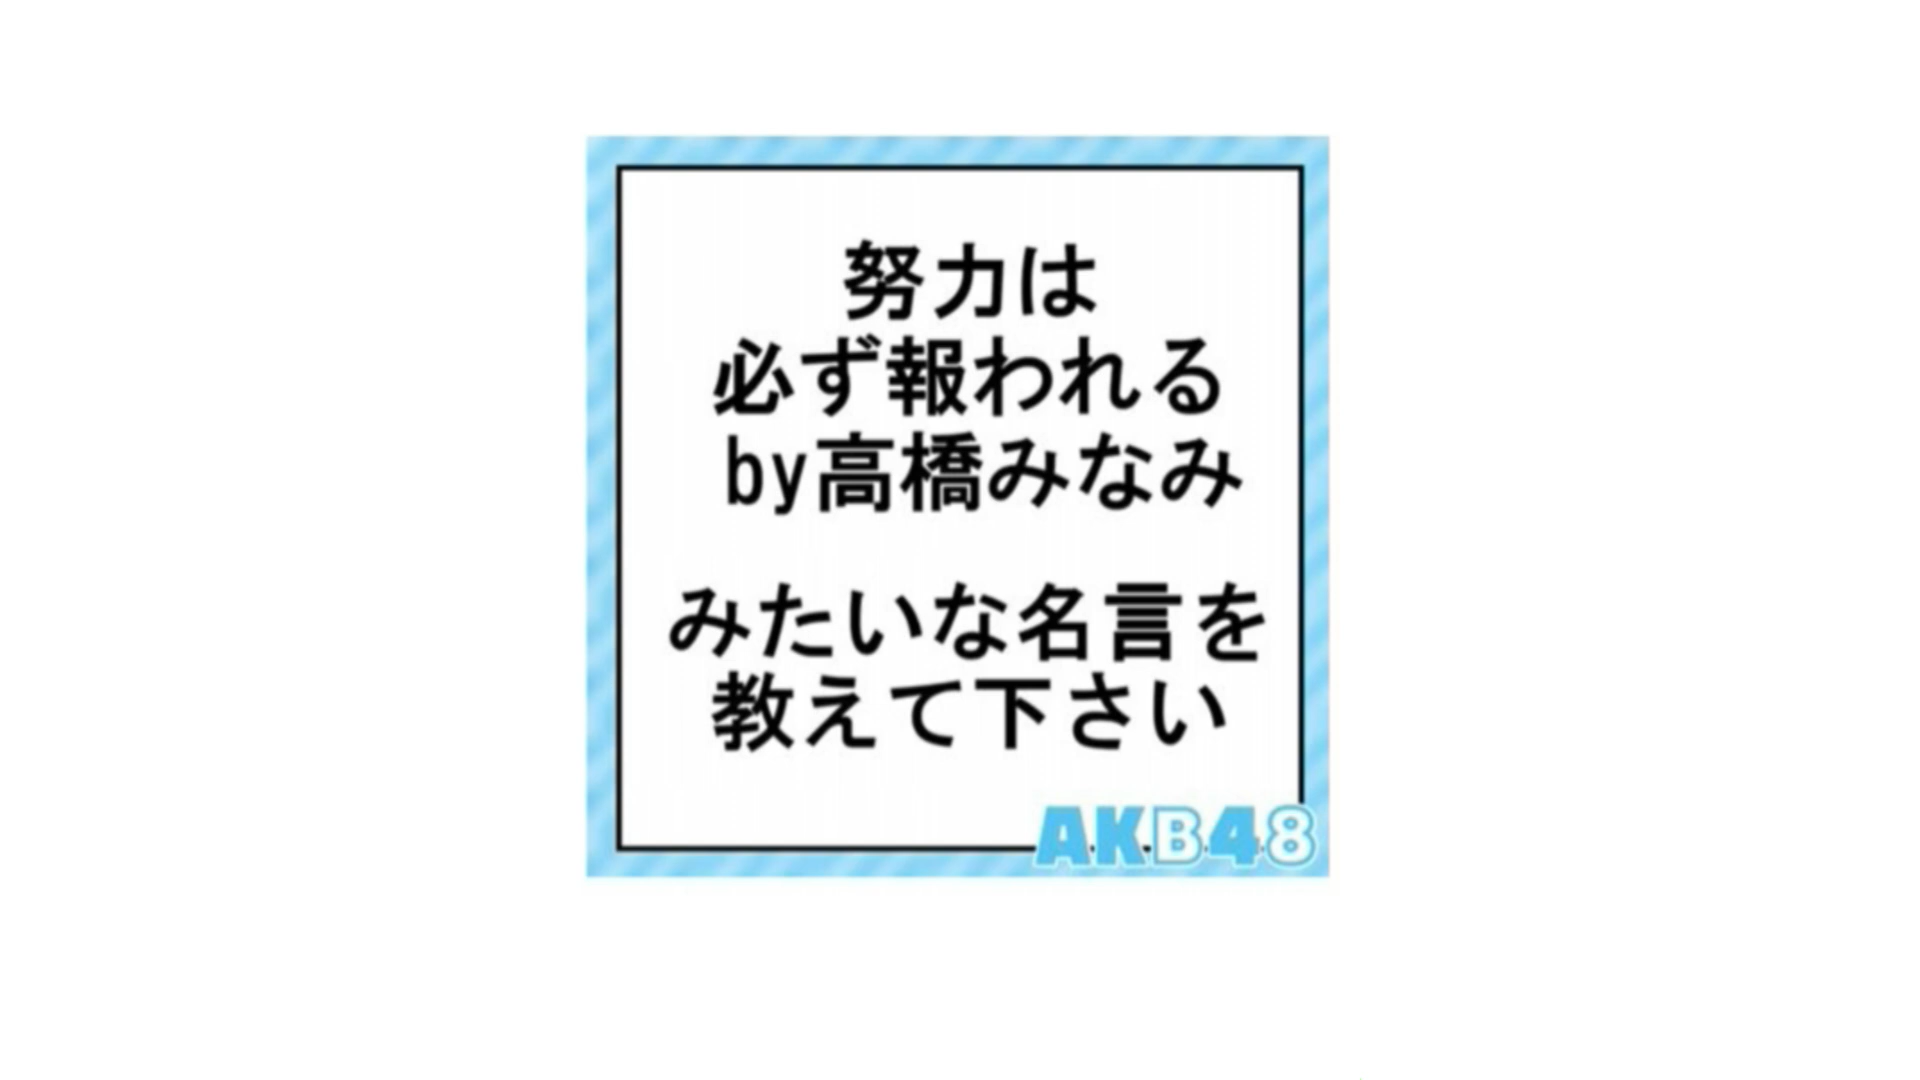 努力は
必ず報われる
by高橋みなみ
みたいな名言を
教えて下さい
AKB48